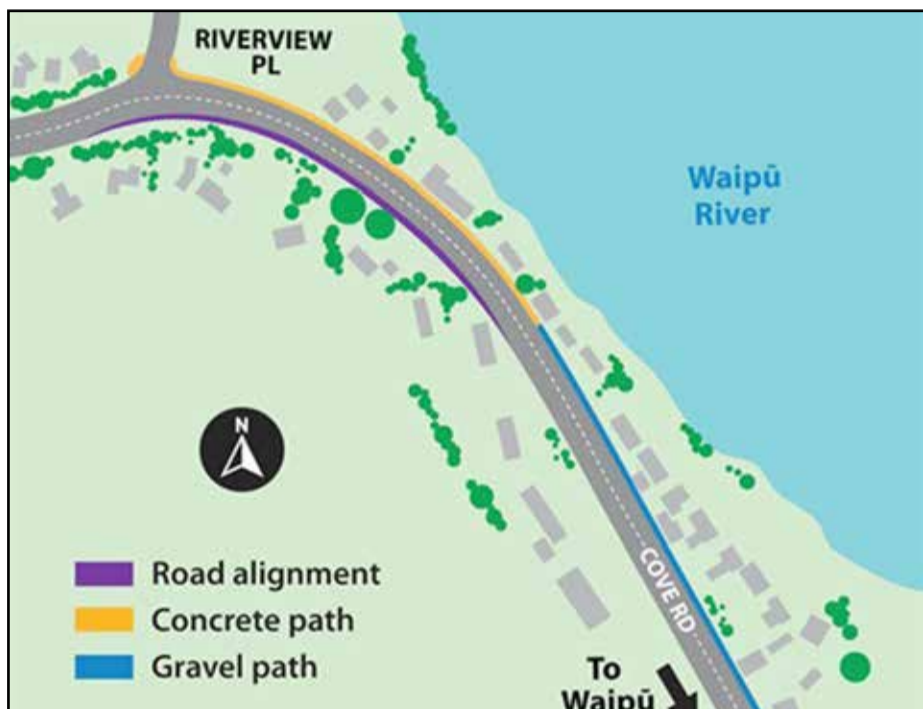 RIVERVIEW
PL
Waipū
River
N
Road alignment
Concrete path
Gravel path
COVE RD
To
Waipū